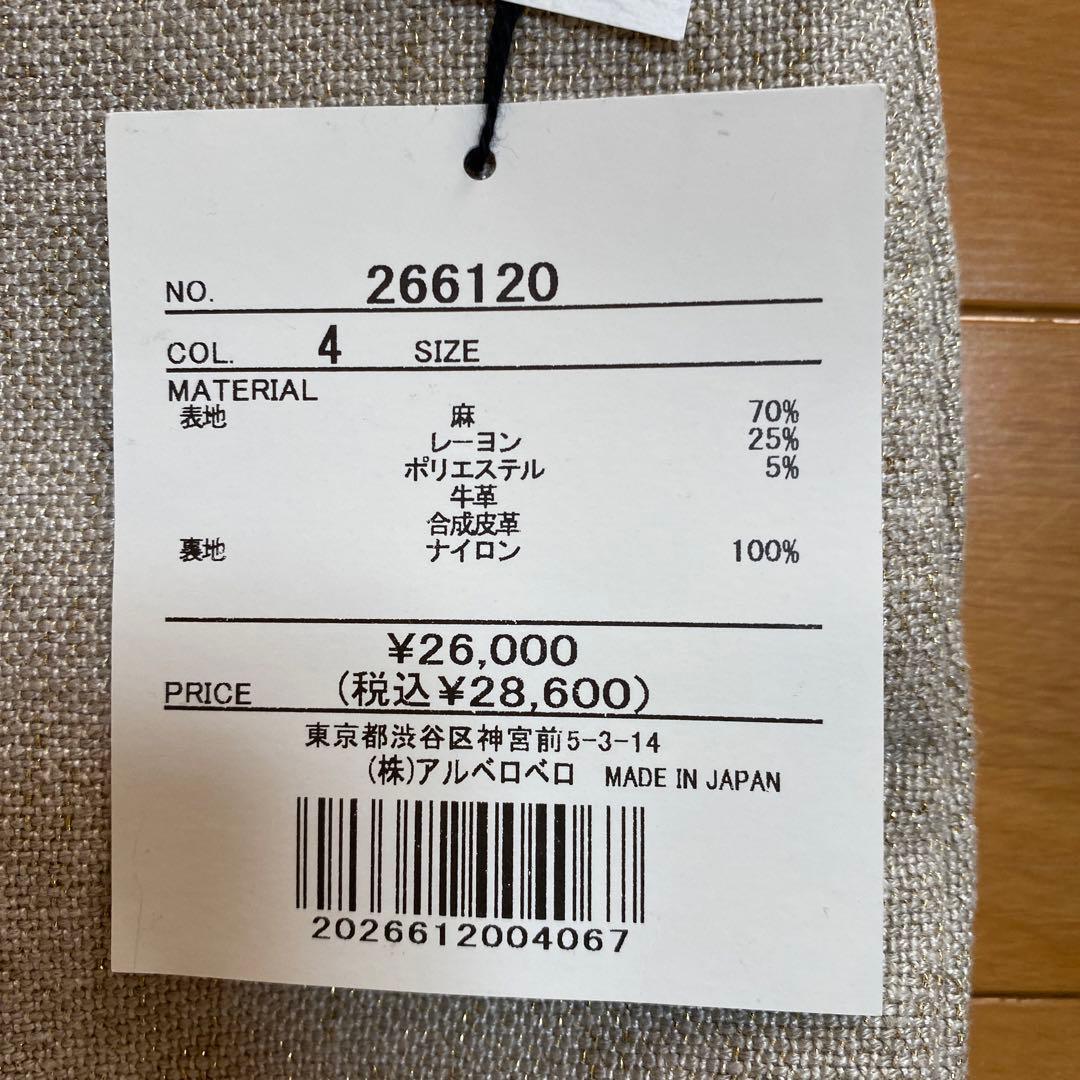 NO. 266120
COL. 4 SIZE
MATERIAL
表地 麻 70%
レーヨン 25%
ポリエステル 5%
牛革
合成皮革
裏地 ナイロン 100%
¥26,000
PRICE (税込¥28,600)
東京都渋谷区神宮前5-3-14
(株)アルベロベロ MADE IN JAPAN
2026612004067